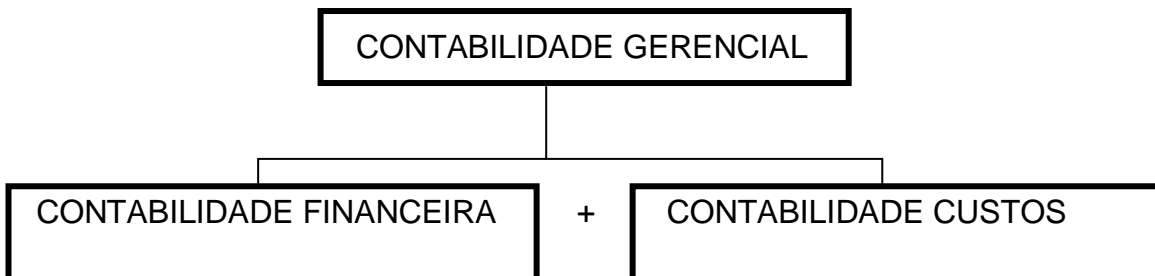 CONTABILIDADE GERENCIAL
CONTABILIDADE FINANCEIRA + CONTABILIDADE CUSTOS